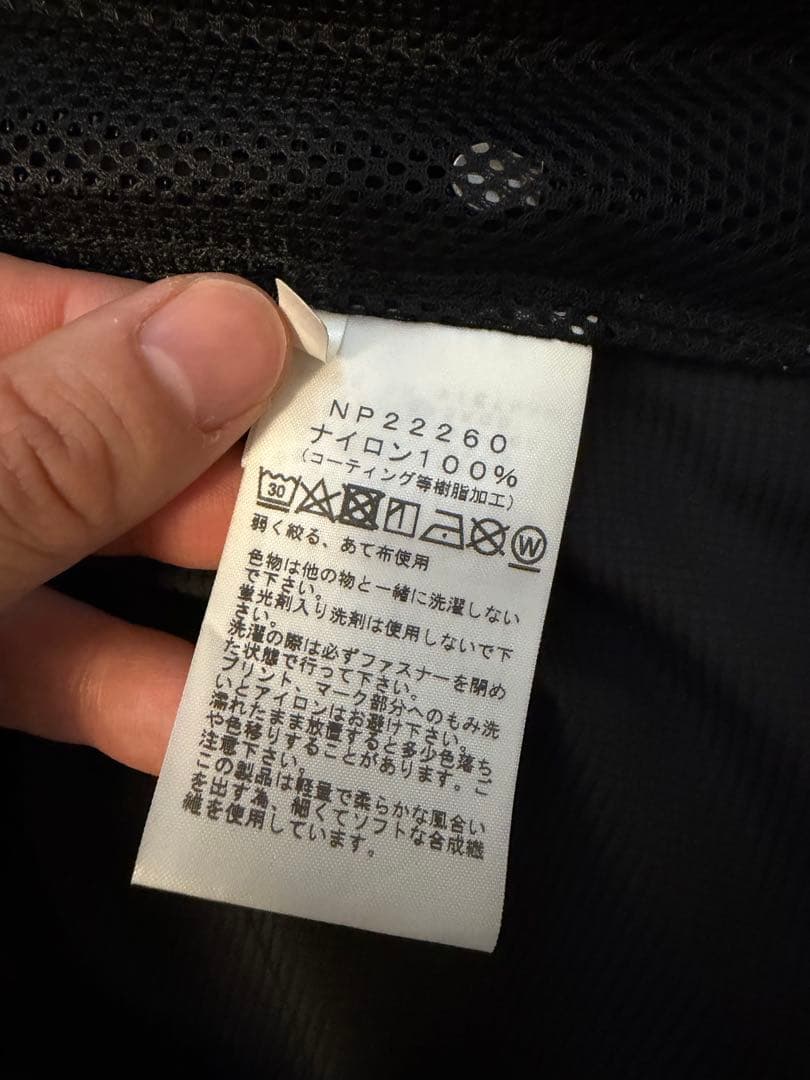 NP22260
ナイロン100%
(コーティング等樹脂加工)
30 W
弱く絞る、あて布使用
色物は他の物と一緒に洗濯しない
で下さい。
蛍光剤入り洗剤は使用しないで下
さい。
洗濯の際は必ずファスナーを閉め
た状態で行って下さい。
プリント、マーク部分へのもみ洗
いとアイロンはお避け下さい。
濡れたまま放置すると多少色落ち
や色移りすることがあります。ご
注意下さい。
この製品は軽量で柔らかな風合い
を出す為、細くてソフトな合成繊
維を使用しています。